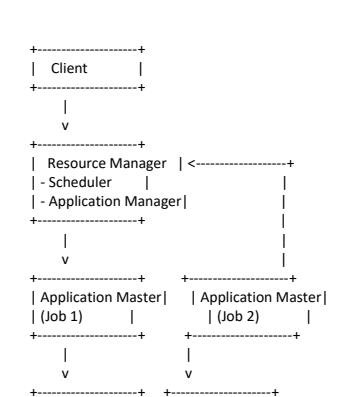 +---------------------+
|   Client          |
+---------------------+
|
v
+---------------------+
|  Resource Manager  | <-------------------+
| - Scheduler       |                           |
| - Application Manager|                    |
+---------------------+                           |
|                                            |
v                                            |
+---------------------+        +---------------------+
| Application Master|     | Application Master|
| (Job 1)        |                | (Job 2)          |
+---------------------+         +---------------------+
|                         |
v                        v
+---------------------+    +---------------------+